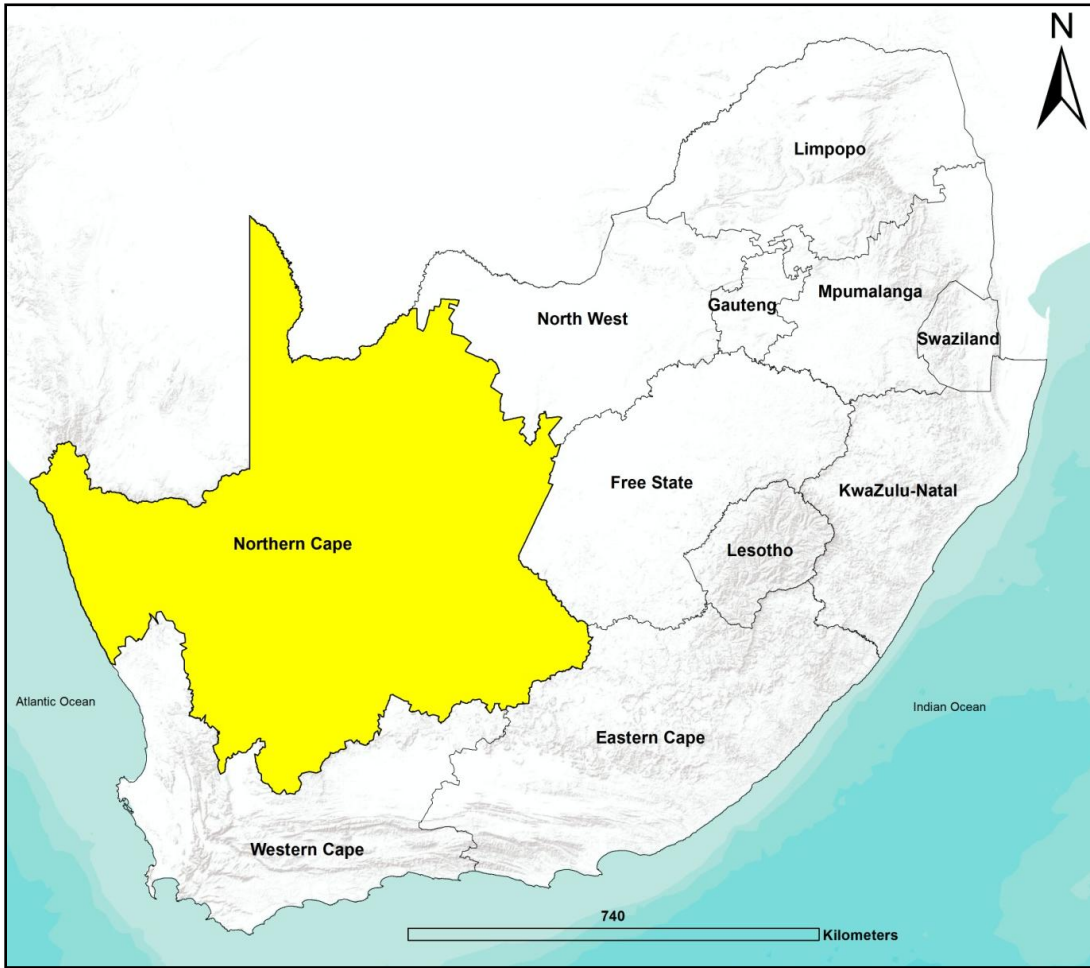 N
Limpopo
Mpumalanga
Gauteng
North West
Swaziland
Free State
KwaZulu-Natal
Northern Cape
Lesotho
Atlantic Ocean
Indian Ocean
Eastern Cape
Western Cape
740
Kilometers